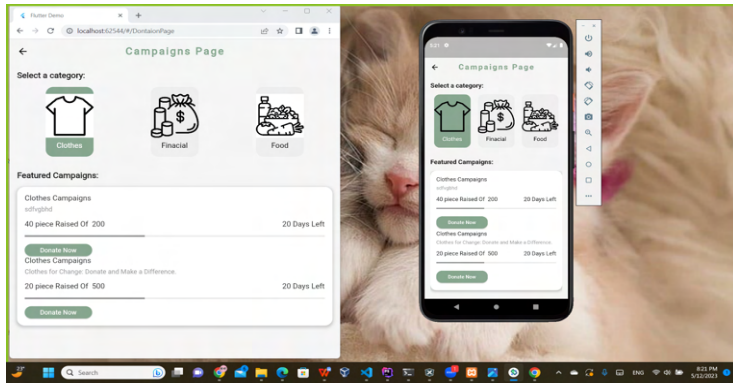 Flutter Demo
localhost:62544/#/DontaionPage
Campaigns Page
Select a category:
Clothes
Finacial
Food
Featured Campaigns:
Clothes Campaigns
sdfvgbhd
40 piece Raised Of 200
20 Days Left
Donate Now
Clothes Campaigns
Clothes for Change: Donate and Make a Difference.
20 piece Raised Of 500
20 Days Left
Donate Now
8:21
Campaigns Page
Select a category:
Clothes
Finacial
Food
Featured Campaigns:
Clothes Campaigns
sdfvgbhd
40 piece Raised Of 200
20 Days Left
Donate Now
Clothes Campaigns
Clothes for Change: Donate and Make a Difference.
20 piece Raised Of 500
20 Days Left
Donate Now
23°
Search
ENG
8:21 PM
5/12/2023